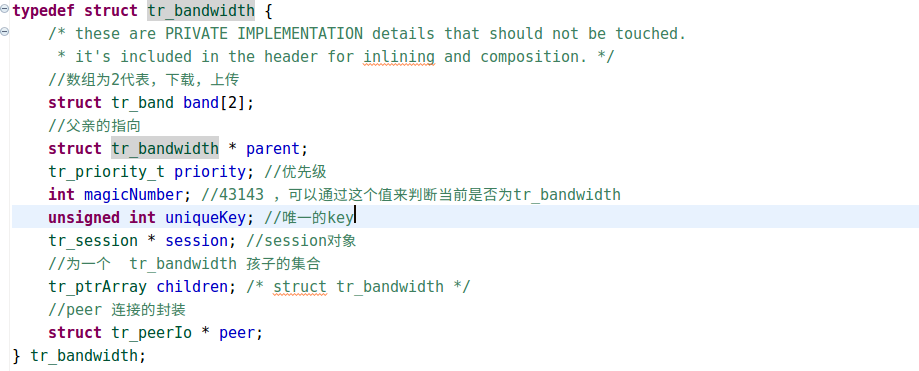 typedef struct tr_bandwidth {
    /* these are PRIVATE IMPLEMENTATION details that should not be touched.
     * it's included in the header for inlining and composition. */
    //数组为2代表，下载，上传
    struct tr_band band[2];
    //父亲的指向
    struct tr_bandwidth * parent;
    tr_priority_t priority; //优先级
    int magicNumber; //43143 ，可以通过这个值来判断当前是否为tr_bandwidth
    unsigned int uniqueKey; //唯一的key
    tr_session * session; //session对象
    //为一个  tr_bandwidth 孩子的集合
    tr_ptrArray children; /* struct tr_bandwidth */
    //peer 连接的封装
    struct tr_peerIo * peer;
} tr_bandwidth;